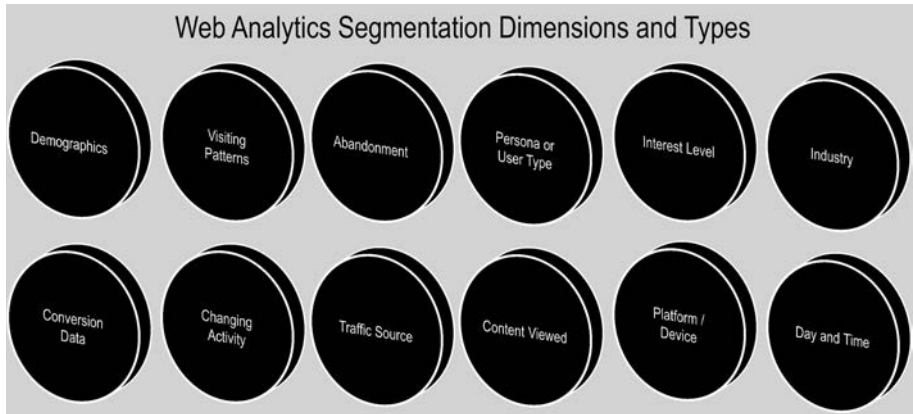 Web Analytics Segmentation Dimensions and Types
Demographics
Visiting
Patterns
Abandonment
Persona or
User Type
Interest Level
Industry
Conversion
Data
Changing
Activity
Traffic Source
Content Viewed
Platform /
Device
Day and Time